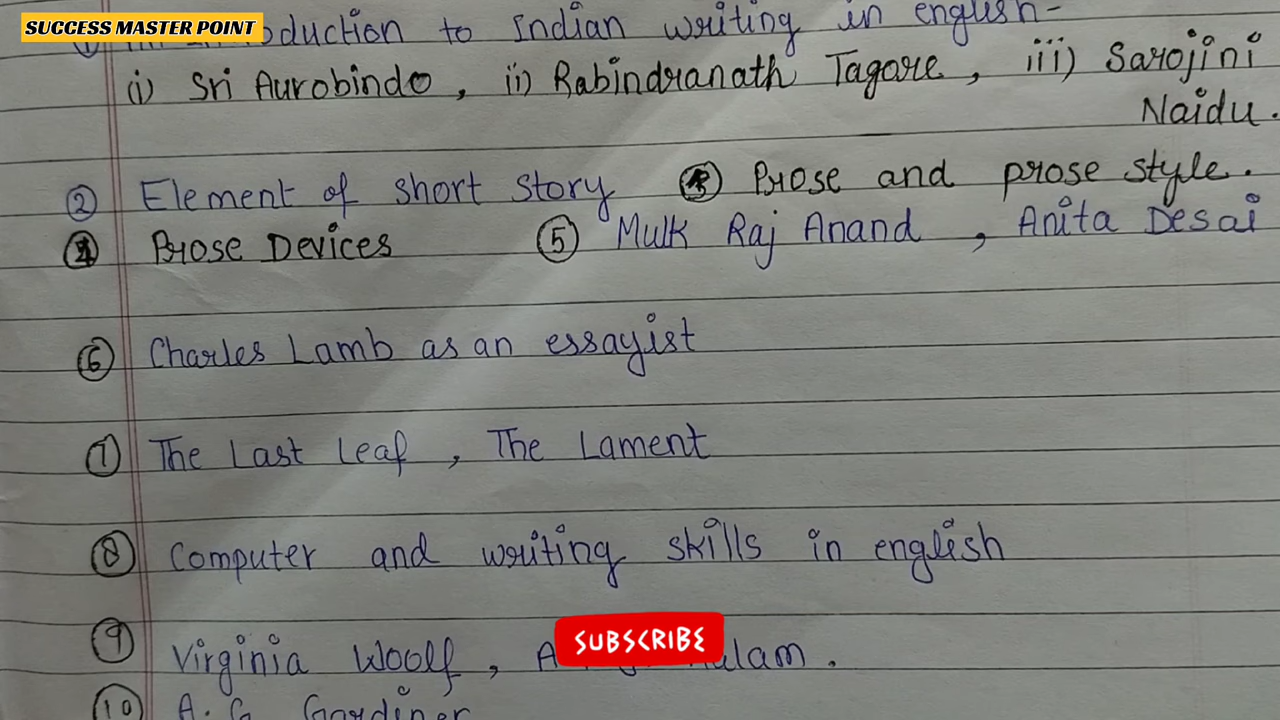 SUCCESS MASTER POINT
to Indian writing in english-
(i) Sri Aurobindo, ii) Rabindranath Tagore, iii) Sarojini
Naidu.
② Element of short story ③ Prose and prose style.
④ Prose Devices ⑤ Mulk Raj Anand, Anita Desai
⑥ Charles Lamb as an essayist
⑦ The Last Leaf, The Lament
⑧ Computer and writing skills in english
⑨ Virginia Woolf, A
SUBSCRIBE
⑩ A. G. Gardiner